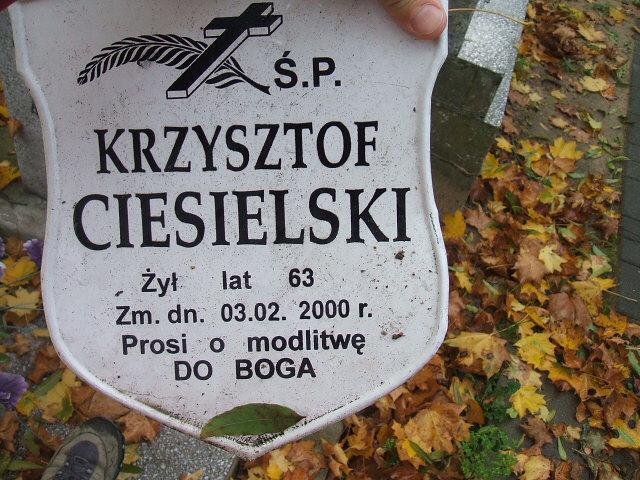 Ś.P.
KRZYSZTOF
CIESIELSKI
Żył lat 63
Zm. dn. 03.02. 2000 r.
Prosi o modlitwę
DO BOGA